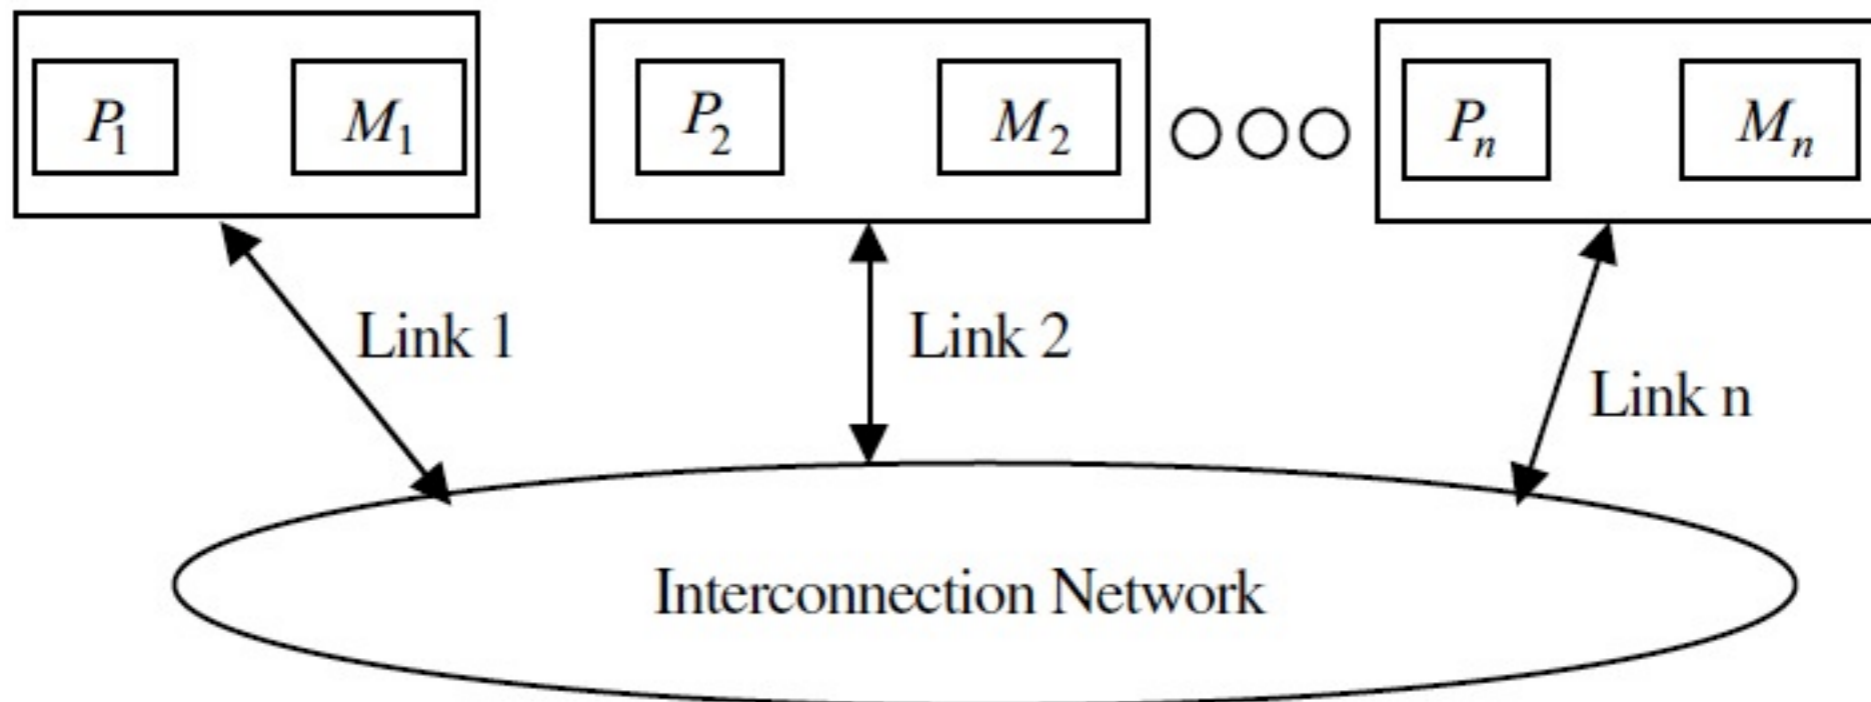 P₁ M₁ P₂ M₂ Pₙ Mₙ
Link 1 Link 2 Link n
Interconnection Network